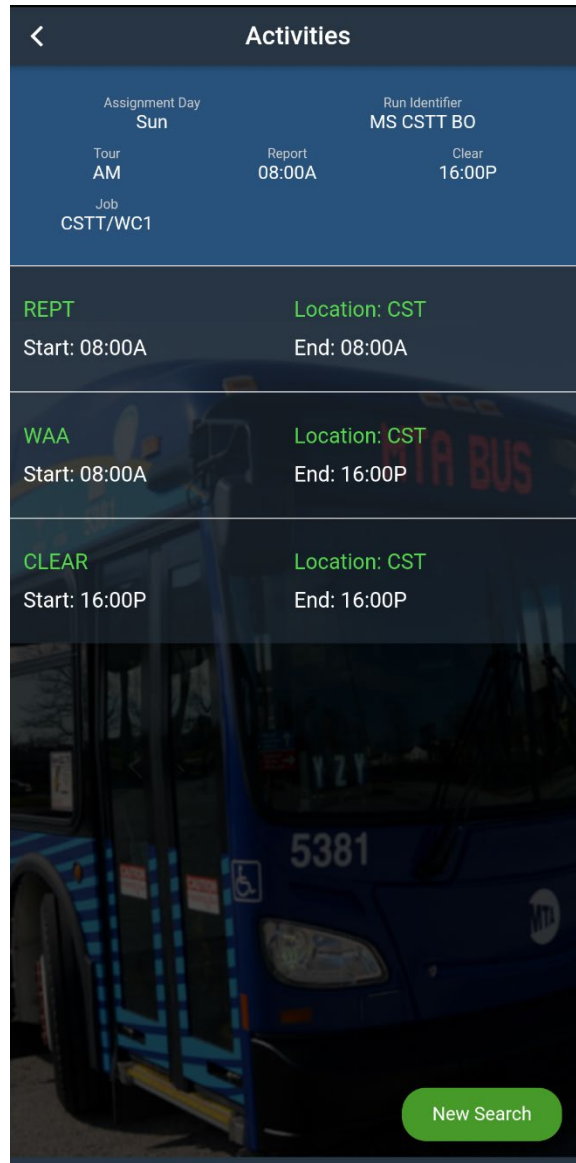 Activities
Assignment Day Run Identifier
Sun MS CSTT BO
Tour Report Clear
AM 08:00A 16:00P
Job
CSTT/WC1
REPT Location: CST
Start: 08:00A End: 08:00A
WAA Location: CST
Start: 08:00A End: 16:00P
CLEAR Location: CST
Start: 16:00P End: 16:00P
MTA BUS
5381
5381
MTA
New Search